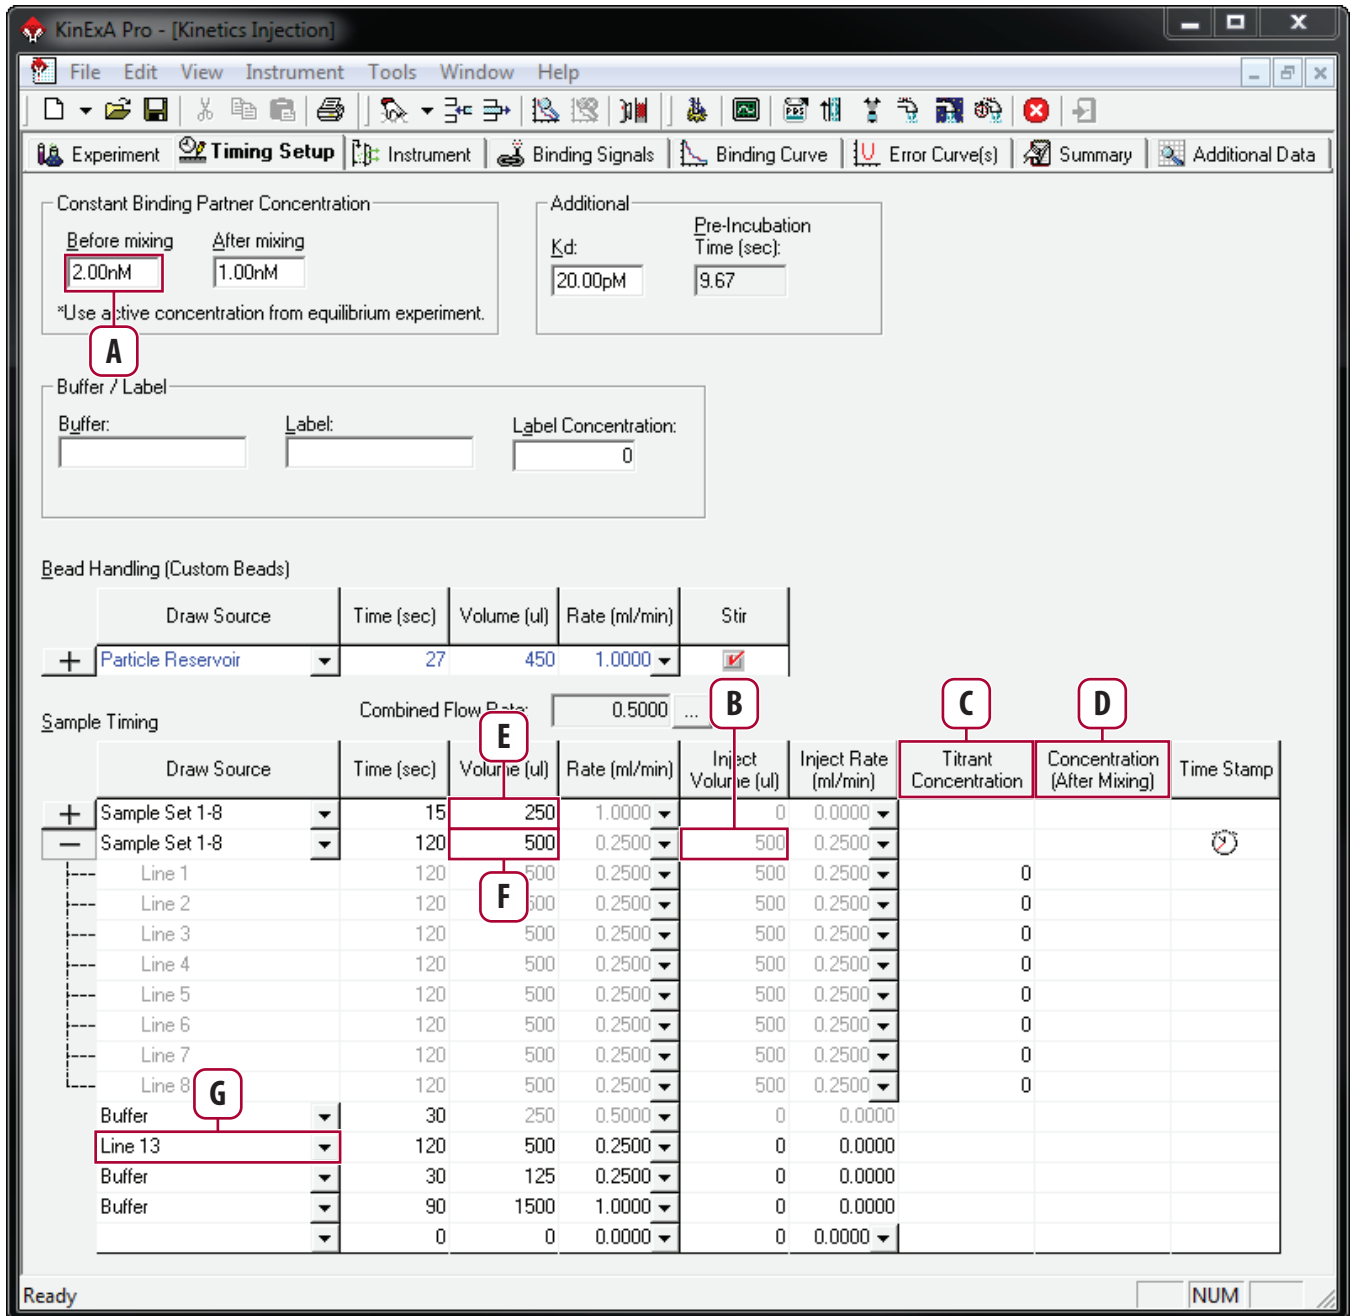 KinExA Pro - [Kinetics Injection]
File Edit View Instrument Tools Window Help
Experiment Timing Setup Instrument Binding Signals Binding Curve Error Curve(s) Summary Additional Data
Constant Binding Partner Concentration
Before mixing After mixing
2.00nM 1.00nM
*Use active concentration from equilibrium experiment.
A
Additional
Kd: Pre-Incubation Time (sec):
20.00pM 9.67
Buffer / Label
Buffer: Label: Label Concentration:
0
Bead Handling (Custom Beads)
Draw Source Time (sec) Volume (ul) Rate (ml/min) Stir
+ Particle Reservoir 27 450 1.0000
Sample Timing Combined Flow Rate: 0.5000 ...
B C D E
Draw Source Time (sec) Volume (ul) Rate (ml/min) Inject Volume (ul) Inject Rate (ml/min) Titrant Concentration Concentration (After Mixing) Time Stamp
+ Sample Set 1-8 15 250 1.0000 0 0.0000
— Sample Set 1-8 120 500 0.2500 500 0.2500
Line 1 120 500 0.2500 500 0.2500 0
F
Line 2 120 500 0.2500 500 0.2500 0
Line 3 120 500 0.2500 500 0.2500 0
Line 4 120 500 0.2500 500 0.2500 0
Line 5 120 500 0.2500 500 0.2500 0
Line 6 120 500 0.2500 500 0.2500 0
Line 7 120 500 0.2500 500 0.2500 0
Line 8 120 500 0.2500 500 0.2500 0
G
Buffer 30 250 0.5000 0 0.0000
Line 13 120 500 0.2500 0 0.0000
Buffer 30 125 0.2500 0 0.0000
Buffer 90 1500 1.0000 0 0.0000
0 0 0.0000 0 0.0000
Ready NUM